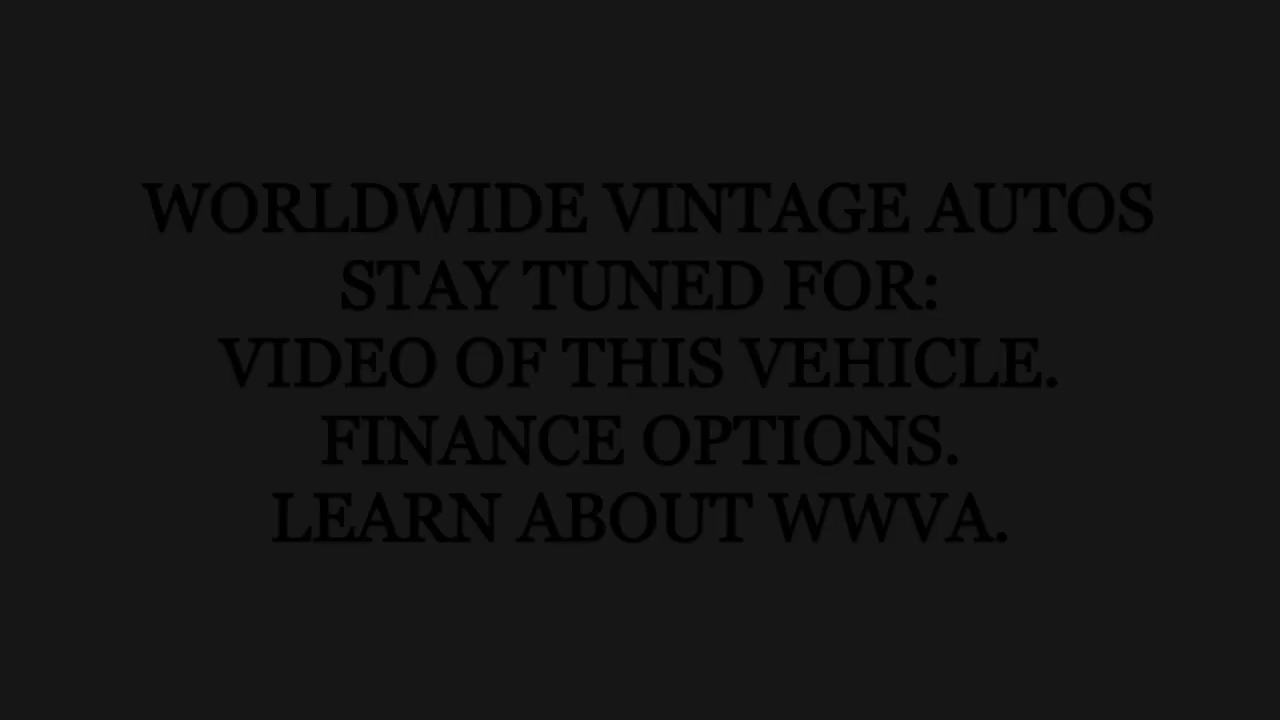 WORLDWIDE VINTAGE AUTOS
STAY TUNED FOR:
VIDEO OF THIS VEHICLE.
FINANCE OPTIONS.
LEARN ABOUT WWVA.